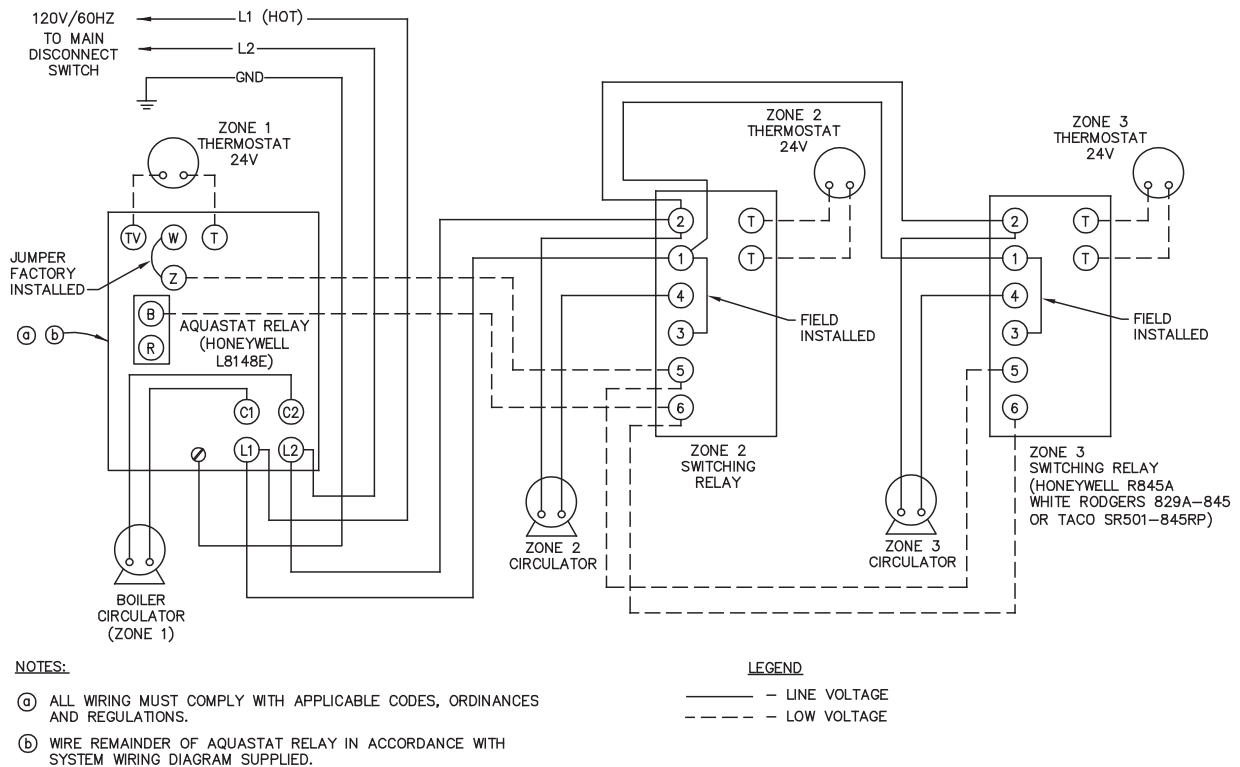 120V/60HZ
TO MAIN
DISCONNECT
SWITCH
L1 (HOT)
L2
GND
ZONE 1
THERMOSTAT
24V
ZONE 2
THERMOSTAT
24V
ZONE 3
THERMOSTAT
24V
TV
W
T
Z
JUMPER
FACTORY
INSTALLED
a b
B
R
AQUASTAT RELAY
(HONEYWELL
L8148E)
C1
C2
L1
L2
BOILER
CIRCULATOR
(ZONE 1)
2
1
4
3
5
6
T
T
FIELD
INSTALLED
ZONE 2
SWITCHING
RELAY
ZONE 2
CIRCULATOR
2
1
4
3
5
6
T
T
FIELD
INSTALLED
ZONE 3
SWITCHING RELAY
(HONEYWELL R845A
WHITE RODGERS 829A-845
OR TACO SR501-845RP)
ZONE 3
CIRCULATOR
NOTES:
a ALL WIRING MUST COMPLY WITH APPLICABLE CODES, ORDINANCES
AND REGULATIONS.
b WIRE REMAINDER OF AQUASTAT RELAY IN ACCORDANCE WITH
SYSTEM WIRING DIAGRAM SUPPLIED.
LEGEND
- LINE VOLTAGE
- LOW VOLTAGE